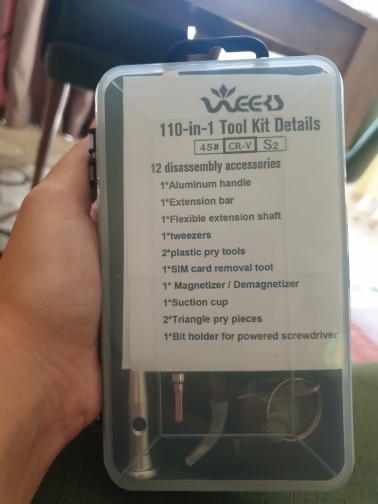 WEEKS
110-in-1 Tool Kit Details
45# CR-V S2
12 disassembly accessories
1*Aluminum handle
1*Extension bar
1*Flexible extension shaft
1*tweezers
2*plastic pry tools
1*SIM card removal tool
1* Magnetizer / Demagnetizer
1*Suction cup
2*Triangle pry pieces
1*Bit holder for powered screwdriver